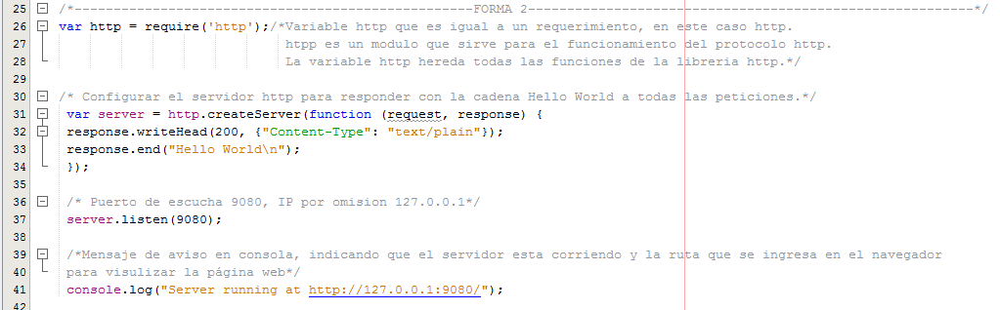 25 /*----------------------------------------------------FORMA 2----------------------------------------------------------*/
26 var http = require('http');/*Variable http que es igual a un requerimiento, en este caso http.
27 htpp es un modulo que sirve para el funcionamiento del protocolo http.
28 La variable http hereda todas las funciones de la libreria http.*/
29
30 /* Configurar el servidor http para responder con la cadena Hello World a todas las peticiones.*/
31 var server = http.createServer(function (request, response) {
32 response.writeHead(200, {"Content-Type": "text/plain"});
33 response.end("Hello World\n");
34 });
35
36 /* Puerto de escucha 9080, IP por omision 127.0.0.1*/
37 server.listen(9080);
38
39 /*Mensaje de aviso en consola, indicando que el servidor esta corriendo y la ruta que se ingresa en el navegador
40 para visulizar la página web*/
41 console.log("Server running at http://127.0.0.1:9080/");
42